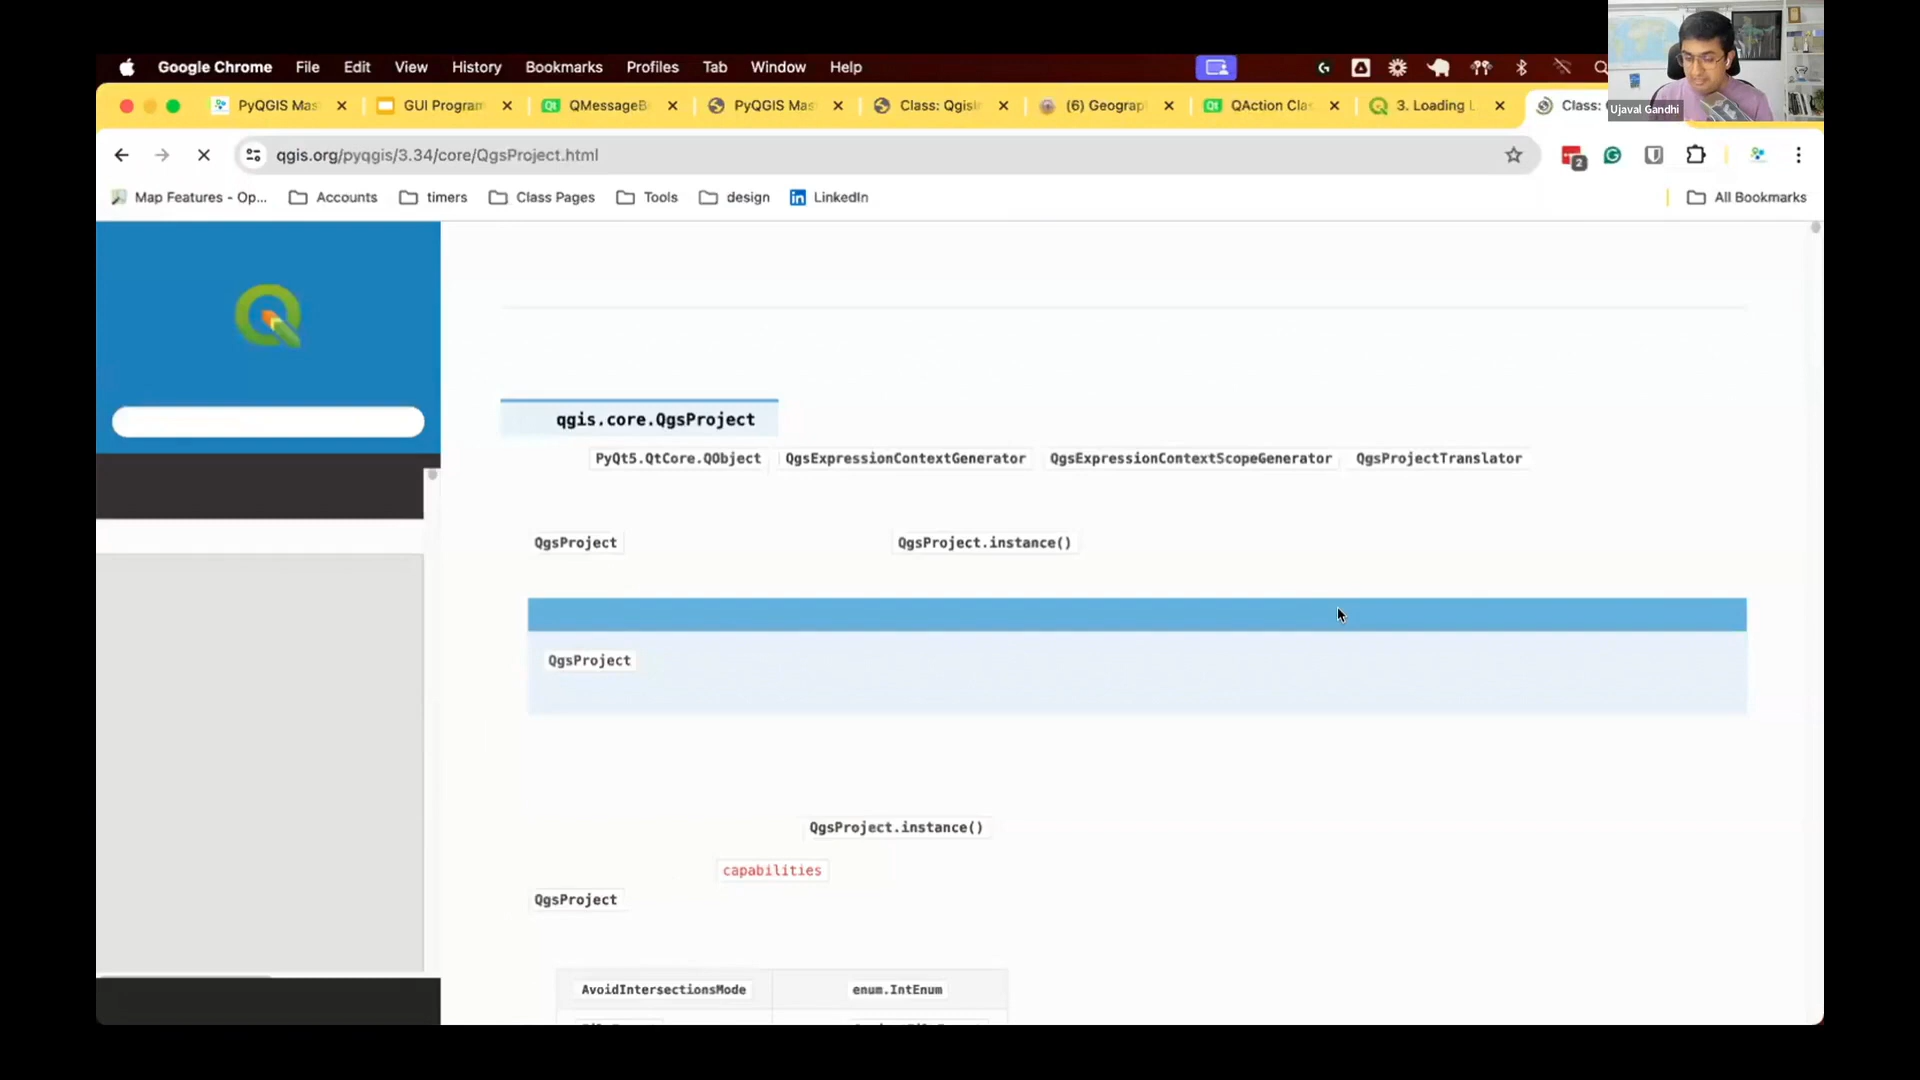 Google Chrome File Edit View History Bookmarks Profiles Tab Window Help
PyQGIS Mas GUI Program QMessageB PyQGIS Mas Class: Qgisl (6) Geograp QAction Cla 3. Loading L Class:
Ujaval Gandhi
qgis.org/pyqgis/3.34/core/QgsProject.html
2
Map Features - Op... Accounts timers Class Pages Tools design LinkedIn All Bookmarks
qgis.core.QgsProject
PyQt5.QtCore.QObject QgsExpressionContextGenerator QgsExpressionContextScopeGenerator QgsProjectTranslator
QgsProject QgsProject.instance()
QgsProject
QgsProject.instance()
capabilities
QgsProject
AvoidIntersectionsMode enum.IntEnum